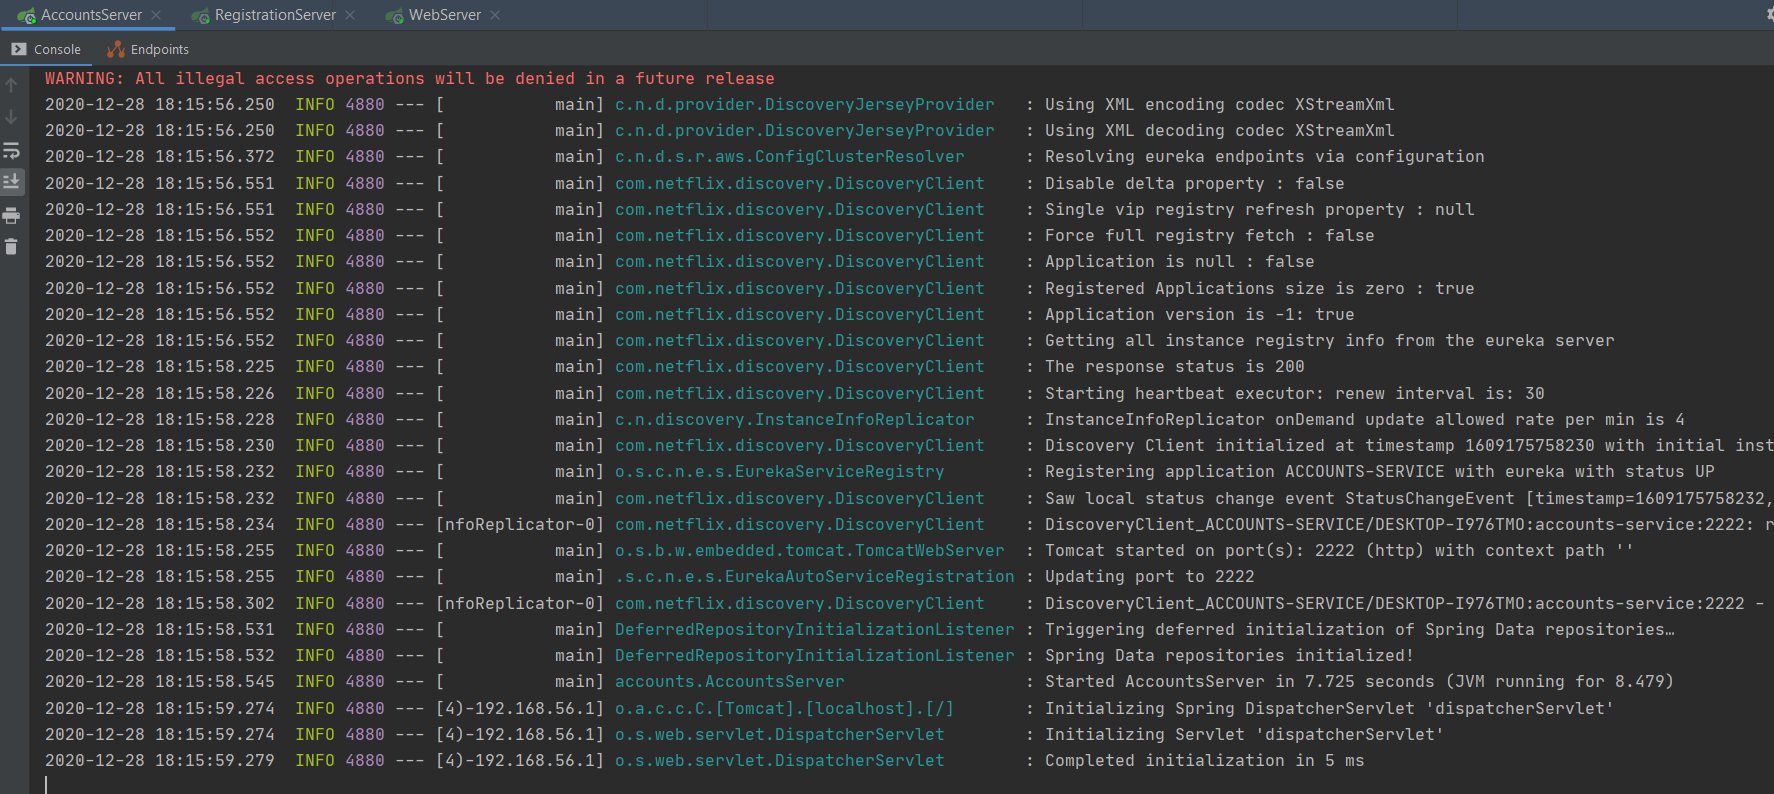 AccountsServer RegistrationServer WebServer
Console Endpoints
WARNING: All illegal access operations will be denied in a future release
2020-12-28 18:15:56.250  INFO 4880 --- [           main] c.n.d.provider.DiscoveryJerseyProvider   : Using XML encoding codec XStreamXml
2020-12-28 18:15:56.250  INFO 4880 --- [           main] c.n.d.provider.DiscoveryJerseyProvider   : Using XML decoding codec XStreamXml
2020-12-28 18:15:56.372  INFO 4880 --- [           main] c.n.d.s.r.aws.ConfigClusterResolver      : Resolving eureka endpoints via configuration
2020-12-28 18:15:56.551  INFO 4880 --- [           main] com.netflix.discovery.DiscoveryClient    : Disable delta property : false
2020-12-28 18:15:56.551  INFO 4880 --- [           main] com.netflix.discovery.DiscoveryClient    : Single vip registry refresh property : null
2020-12-28 18:15:56.552  INFO 4880 --- [           main] com.netflix.discovery.DiscoveryClient    : Force full registry fetch : false
2020-12-28 18:15:56.552  INFO 4880 --- [           main] com.netflix.discovery.DiscoveryClient    : Application is null : false
2020-12-28 18:15:56.552  INFO 4880 --- [           main] com.netflix.discovery.DiscoveryClient    : Registered Applications size is zero : true
2020-12-28 18:15:56.552  INFO 4880 --- [           main] com.netflix.discovery.DiscoveryClient    : Application version is -1: true
2020-12-28 18:15:56.552  INFO 4880 --- [           main] com.netflix.discovery.DiscoveryClient    : Getting all instance registry info from the eureka server
2020-12-28 18:15:58.225  INFO 4880 --- [           main] com.netflix.discovery.DiscoveryClient    : The response status is 200
2020-12-28 18:15:58.226  INFO 4880 --- [           main] com.netflix.discovery.DiscoveryClient    : Starting heartbeat executor: renew interval is: 30
2020-12-28 18:15:58.228  INFO 4880 --- [           main] c.n.discovery.InstanceInfoReplicator     : InstanceInfoReplicator onDemand update allowed rate per min is 4
2020-12-28 18:15:58.230  INFO 4880 --- [           main] com.netflix.discovery.DiscoveryClient    : Discovery Client initialized at timestamp 1609175758230 with initial inst
2020-12-28 18:15:58.232  INFO 4880 --- [           main] o.s.c.n.e.s.EurekaServiceRegistry        : Registering application ACCOUNTS-SERVICE with eureka with status UP
2020-12-28 18:15:58.232  INFO 4880 --- [           main] com.netflix.discovery.DiscoveryClient    : Saw local status change event StatusChangeEvent [timestamp=1609175758232,
2020-12-28 18:15:58.234  INFO 4880 --- [nfoReplicator-0] com.netflix.discovery.DiscoveryClient    : DiscoveryClient_ACCOUNTS-SERVICE/DESKTOP-I976TMO:accounts-service:2222: r
2020-12-28 18:15:58.255  INFO 4880 --- [           main] o.s.b.w.embedded.tomcat.TomcatWebServer  : Tomcat started on port(s): 2222 (http) with context path ''
2020-12-28 18:15:58.255  INFO 4880 --- [           main] .s.c.n.e.s.EurekaAutoServiceRegistration : Updating port to 2222
2020-12-28 18:15:58.302  INFO 4880 --- [nfoReplicator-0] com.netflix.discovery.DiscoveryClient    : DiscoveryClient_ACCOUNTS-SERVICE/DESKTOP-I976TMO:accounts-service:2222 -
2020-12-28 18:15:58.531  INFO 4880 --- [           main] DeferredRepositoryInitializationListener : Triggering deferred initialization of Spring Data repositories…
2020-12-28 18:15:58.532  INFO 4880 --- [           main] DeferredRepositoryInitializationListener : Spring Data repositories initialized!
2020-12-28 18:15:58.545  INFO 4880 --- [           main] accounts.AccountsServer                  : Started AccountsServer in 7.725 seconds (JVM running for 8.479)
2020-12-28 18:15:59.274  INFO 4880 --- [4)-192.168.56.1] o.a.c.c.C.[Tomcat].[localhost].[/]       : Initializing Spring DispatcherServlet 'dispatcherServlet'
2020-12-28 18:15:59.274  INFO 4880 --- [4)-192.168.56.1] o.s.web.servlet.DispatcherServlet        : Initializing Servlet 'dispatcherServlet'
2020-12-28 18:15:59.279  INFO 4880 --- [4)-192.168.56.1] o.s.web.servlet.DispatcherServlet        : Completed initialization in 5 ms